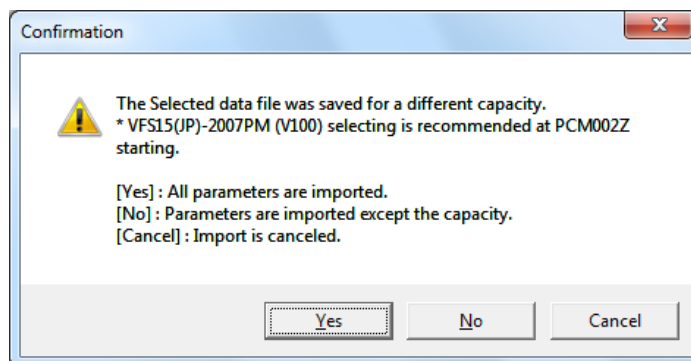 Confirmation
The Selected data file was saved for a different capacity.
* VFS15(JP)-2007PM (V100) selecting is recommended at PCM002Z
starting.
[Yes] : All parameters are imported.
[No] : Parameters are imported except the capacity.
[Cancel] : Import is canceled.
Yes
No
Cancel